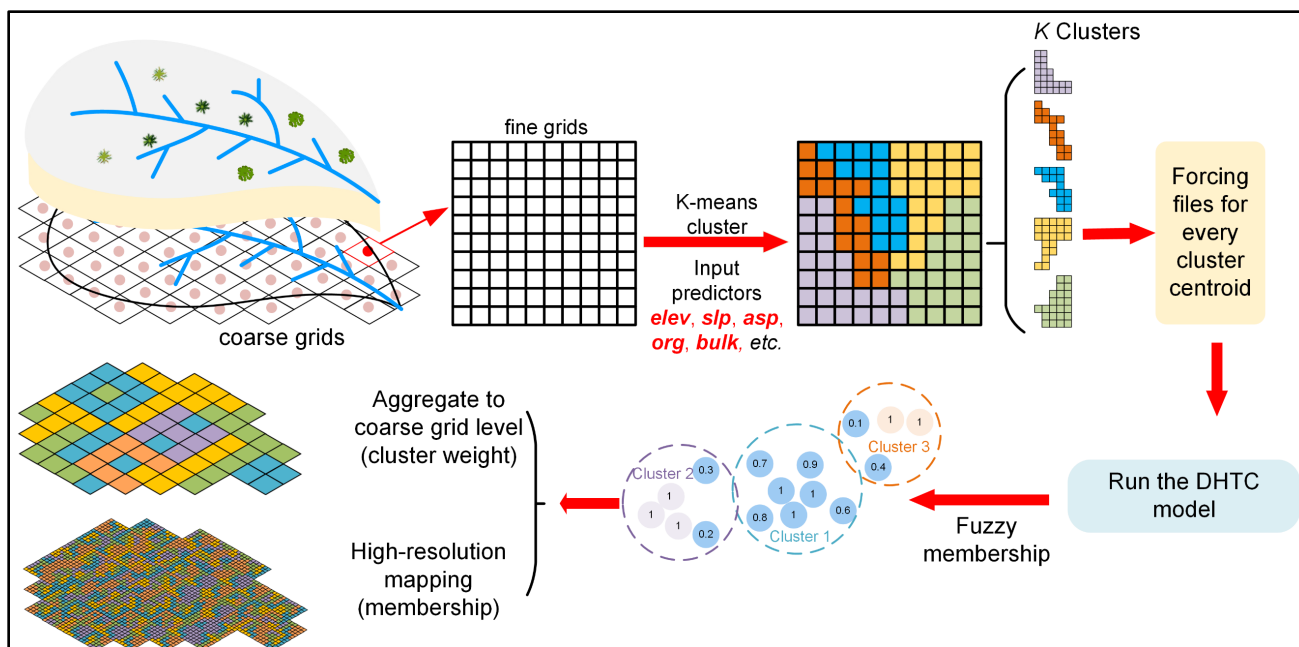 K Clusters
fine grids
coarse grids
K-means
cluster
Input
predictors
elev, slp, asp,
org, bulk, etc.
Forcing
files for
every
cluster
centroid
Run the DHTC
model
Fuzzy
membership
Cluster 3
0.1
1
1
0.4
Cluster 1
0.7
0.9
1
1
0.8
1
0.6
Cluster 2
0.3
1
1
1
0.2
Aggregate to
coarse grid level
(cluster weight)
High-resolution
mapping
(membership)